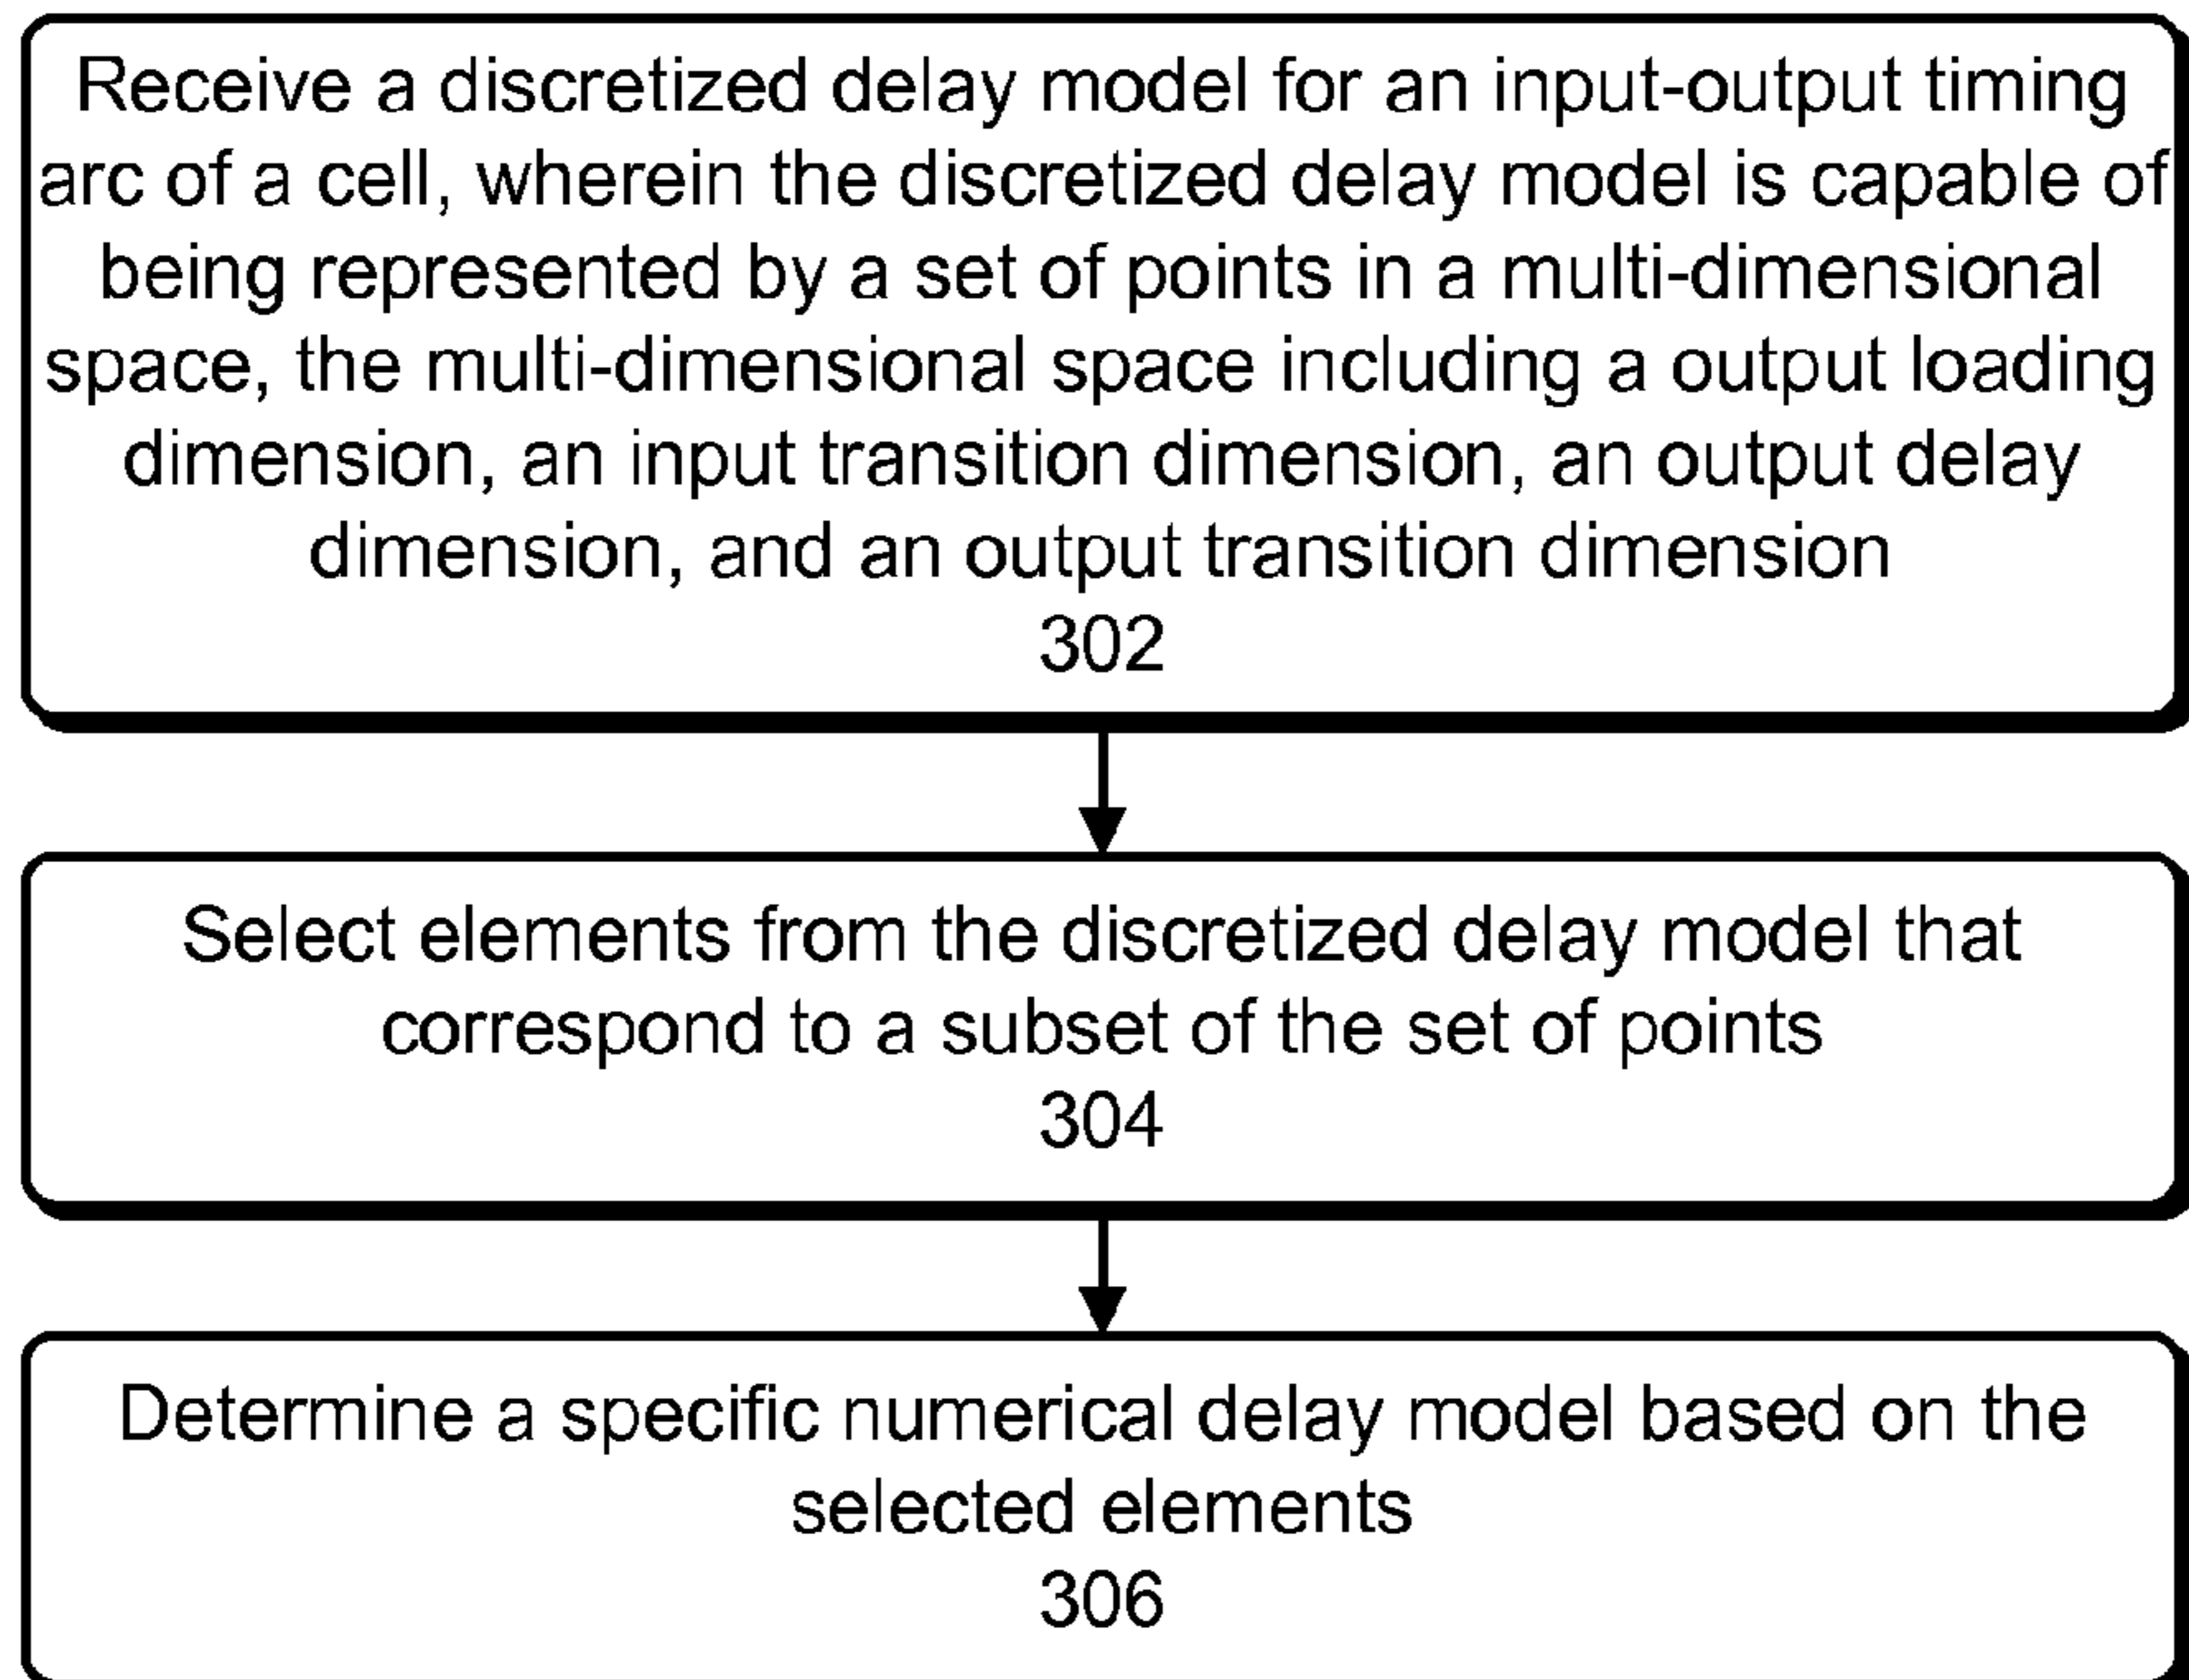 Receive a discretized delay model for an input-output timing
arc of a cell, wherein the discretized delay model is capable of
being represented by a set of points in a multi-dimensional
space, the multi-dimensional space including a output loading
dimension, an input transition dimension, an output delay
dimension, and an output transition dimension
302
Select elements from the discretized delay model that
correspond to a subset of the set of points
304
Determine a specific numerical delay model based on the
selected elements
306